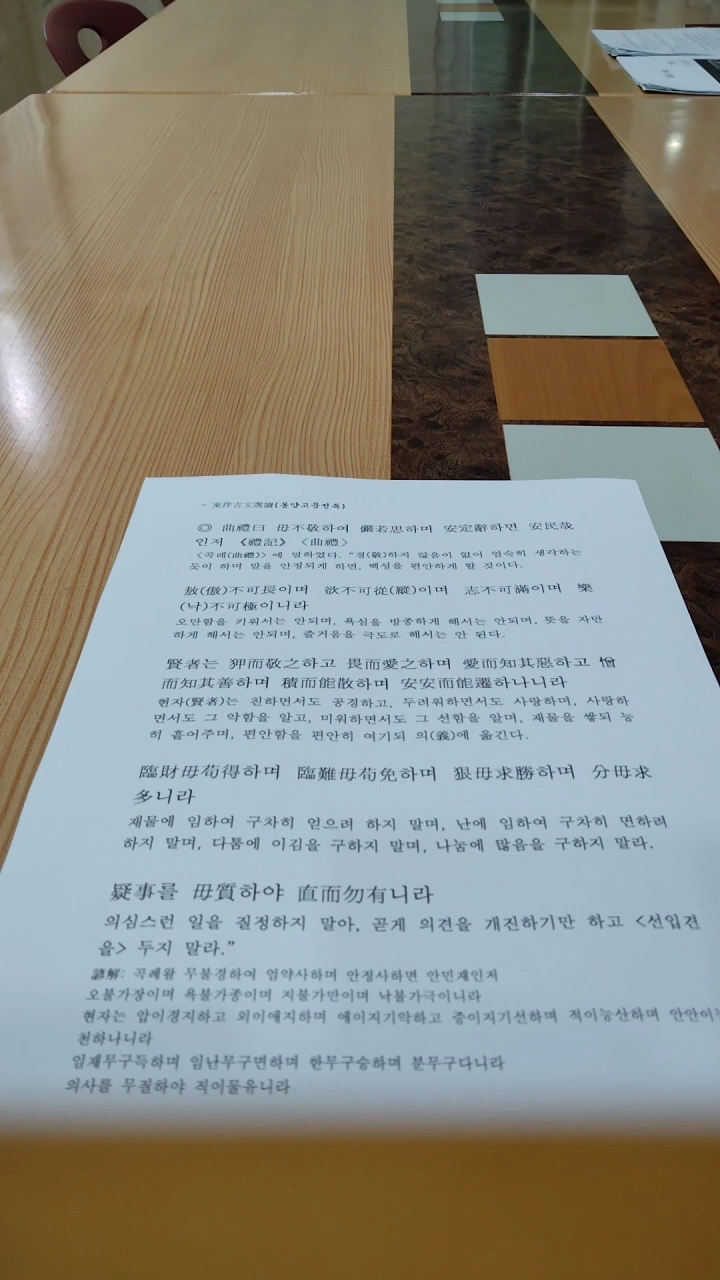 - 東洋古文選讀(동양고문선독)
◎ 曲禮曰 毋不敬하여 儼若思하며 安定辭하면 安民哉
인저 《禮記》 〈曲禮〉
<곡례(曲禮)> 에 말하였다. "경(敬)하지 않음이 없어 엄숙히 생각하는
듯이 하며 말을 안정되게 하면, 백성을 편안하게 할 것이다.
敖(傲)不可長이며 欲不可從(縱)이며 志不可滿이며 樂
(낙)不可極이니라
오만함을 키워서는 안되며, 욕심을 방종하게 해서는 안되며, 뜻을 자만
하게 해서는 안되며, 즐거움을 극도로 해서는 안 된다.
賢者는 狎而敬之하고 畏而愛之하며 愛而知其惡하고 憎
而知其善하며 積而能散하며 安安而能遷하나니라
현자(賢者)는 친하면서도 공경하고, 두려워하면서도 사랑하며, 사랑하
면서도 그 악함을 알고, 미워하면서도 그 선함을 알며, 재물을 쌓되 능
히 흩어주며, 편안함을 편안히 여기되 의(義)에 옮긴다.
臨財毋苟得하며 臨難毋苟免하며 狠毋求勝하며 分毋求
多니라
재물에 임하여 구차히 얻으려 하지 말며, 난에 임하여 구차히 면하려
하지 말며, 다툼에 이김을 구하지 말며, 나눔에 많음을 구하지 말라.
疑事를 毋質하야 直而勿有니라
의심스런 일을 질정하지 말아, 곧게 의견을 개진하기만 하고 <선입견
을> 두지 말라."
諺解: 곡례왈 무불경하여 엄약사하며 안정사하면 안민재인저
오불가장이며 욕불가종이며 지불가만이며 낙불가극이니라
현자는 압이경지하고 외이애지하며 애이지기악하고 증이지기선하며 적이능산하며 안안이
천하나니라
임재무구득하며 임난무구면하며 한무구승하며 분무구다니라
의사를 무질하야 직이물유니라